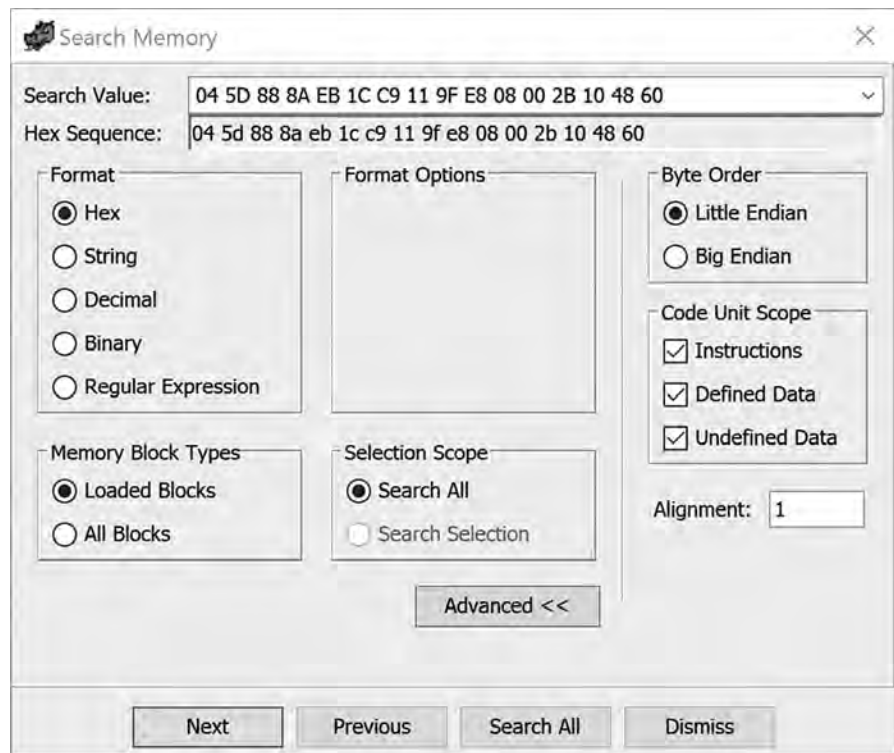 Search Memory
Search Value: 04 5D 88 8A EB 1C C9 11 9F E8 08 00 2B 10 48 60
Hex Sequence: 04 5d 88 8a eb 1c c9 11 9f e8 08 00 2b 10 48 60
Format
Hex
String
Decimal
Binary
Regular Expression
Format Options
Byte Order
Little Endian
Big Endian
Code Unit Scope
Instructions
Defined Data
Undefined Data
Memory Block Types
Loaded Blocks
All Blocks
Selection Scope
Search All
Search Selection
Alignment: 1
Advanced <<
Next Previous Search All Dismiss